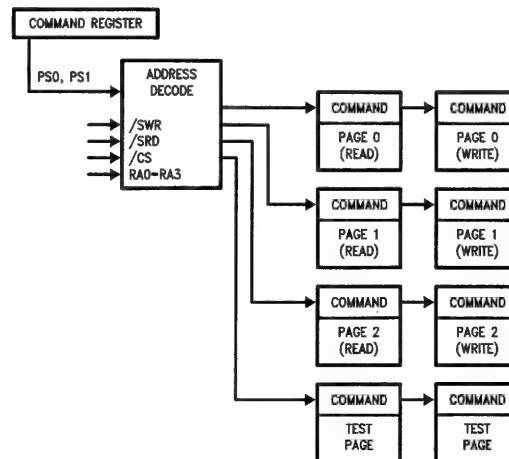 COMMAND REGISTER
PS0, PS1
ADDRESS
DECODE
/SWR
/SRD
/CS
RA0-RA3
COMMAND
PAGE 0
(READ)
COMMAND
PAGE 0
(WRITE)
COMMAND
PAGE 1
(READ)
COMMAND
PAGE 1
(WRITE)
COMMAND
PAGE 2
(READ)
COMMAND
PAGE 2
(WRITE)
COMMAND
TEST
PAGE
COMMAND
TEST
PAGE